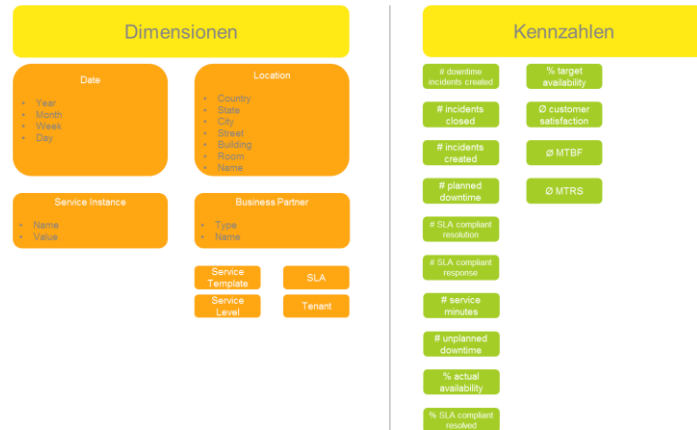 Dimensionen
Date
• Year
• Month
• Week
• Day
Location
• Country
• State
• City
• Street
• Building
• Room
• Name
Service Instance
• Name
• Value
Business Partner
• Type
• Name
Service
Template
SLA
Service
Level
Tenant
Kennzahlen
# downtime
incidents created
# incidents
closed
# incidents
created
# planned
downtime
# SLA compliant
resolution
# SLA compliant
response
# service
minutes
# unplanned
downtime
% actual
availability
% SLA compliant
resolved
% target
availability
Ø customer
satisfaction
Ø MTBF
Ø MTRS